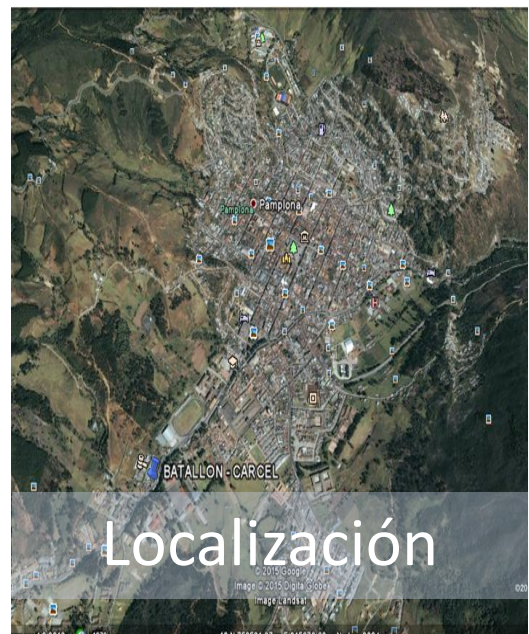 Pamplona Pamplona
BATALLON - CARCEL
Localización
© 2015 Google
Image © 2015 DigitalGlobe
Image Landsat